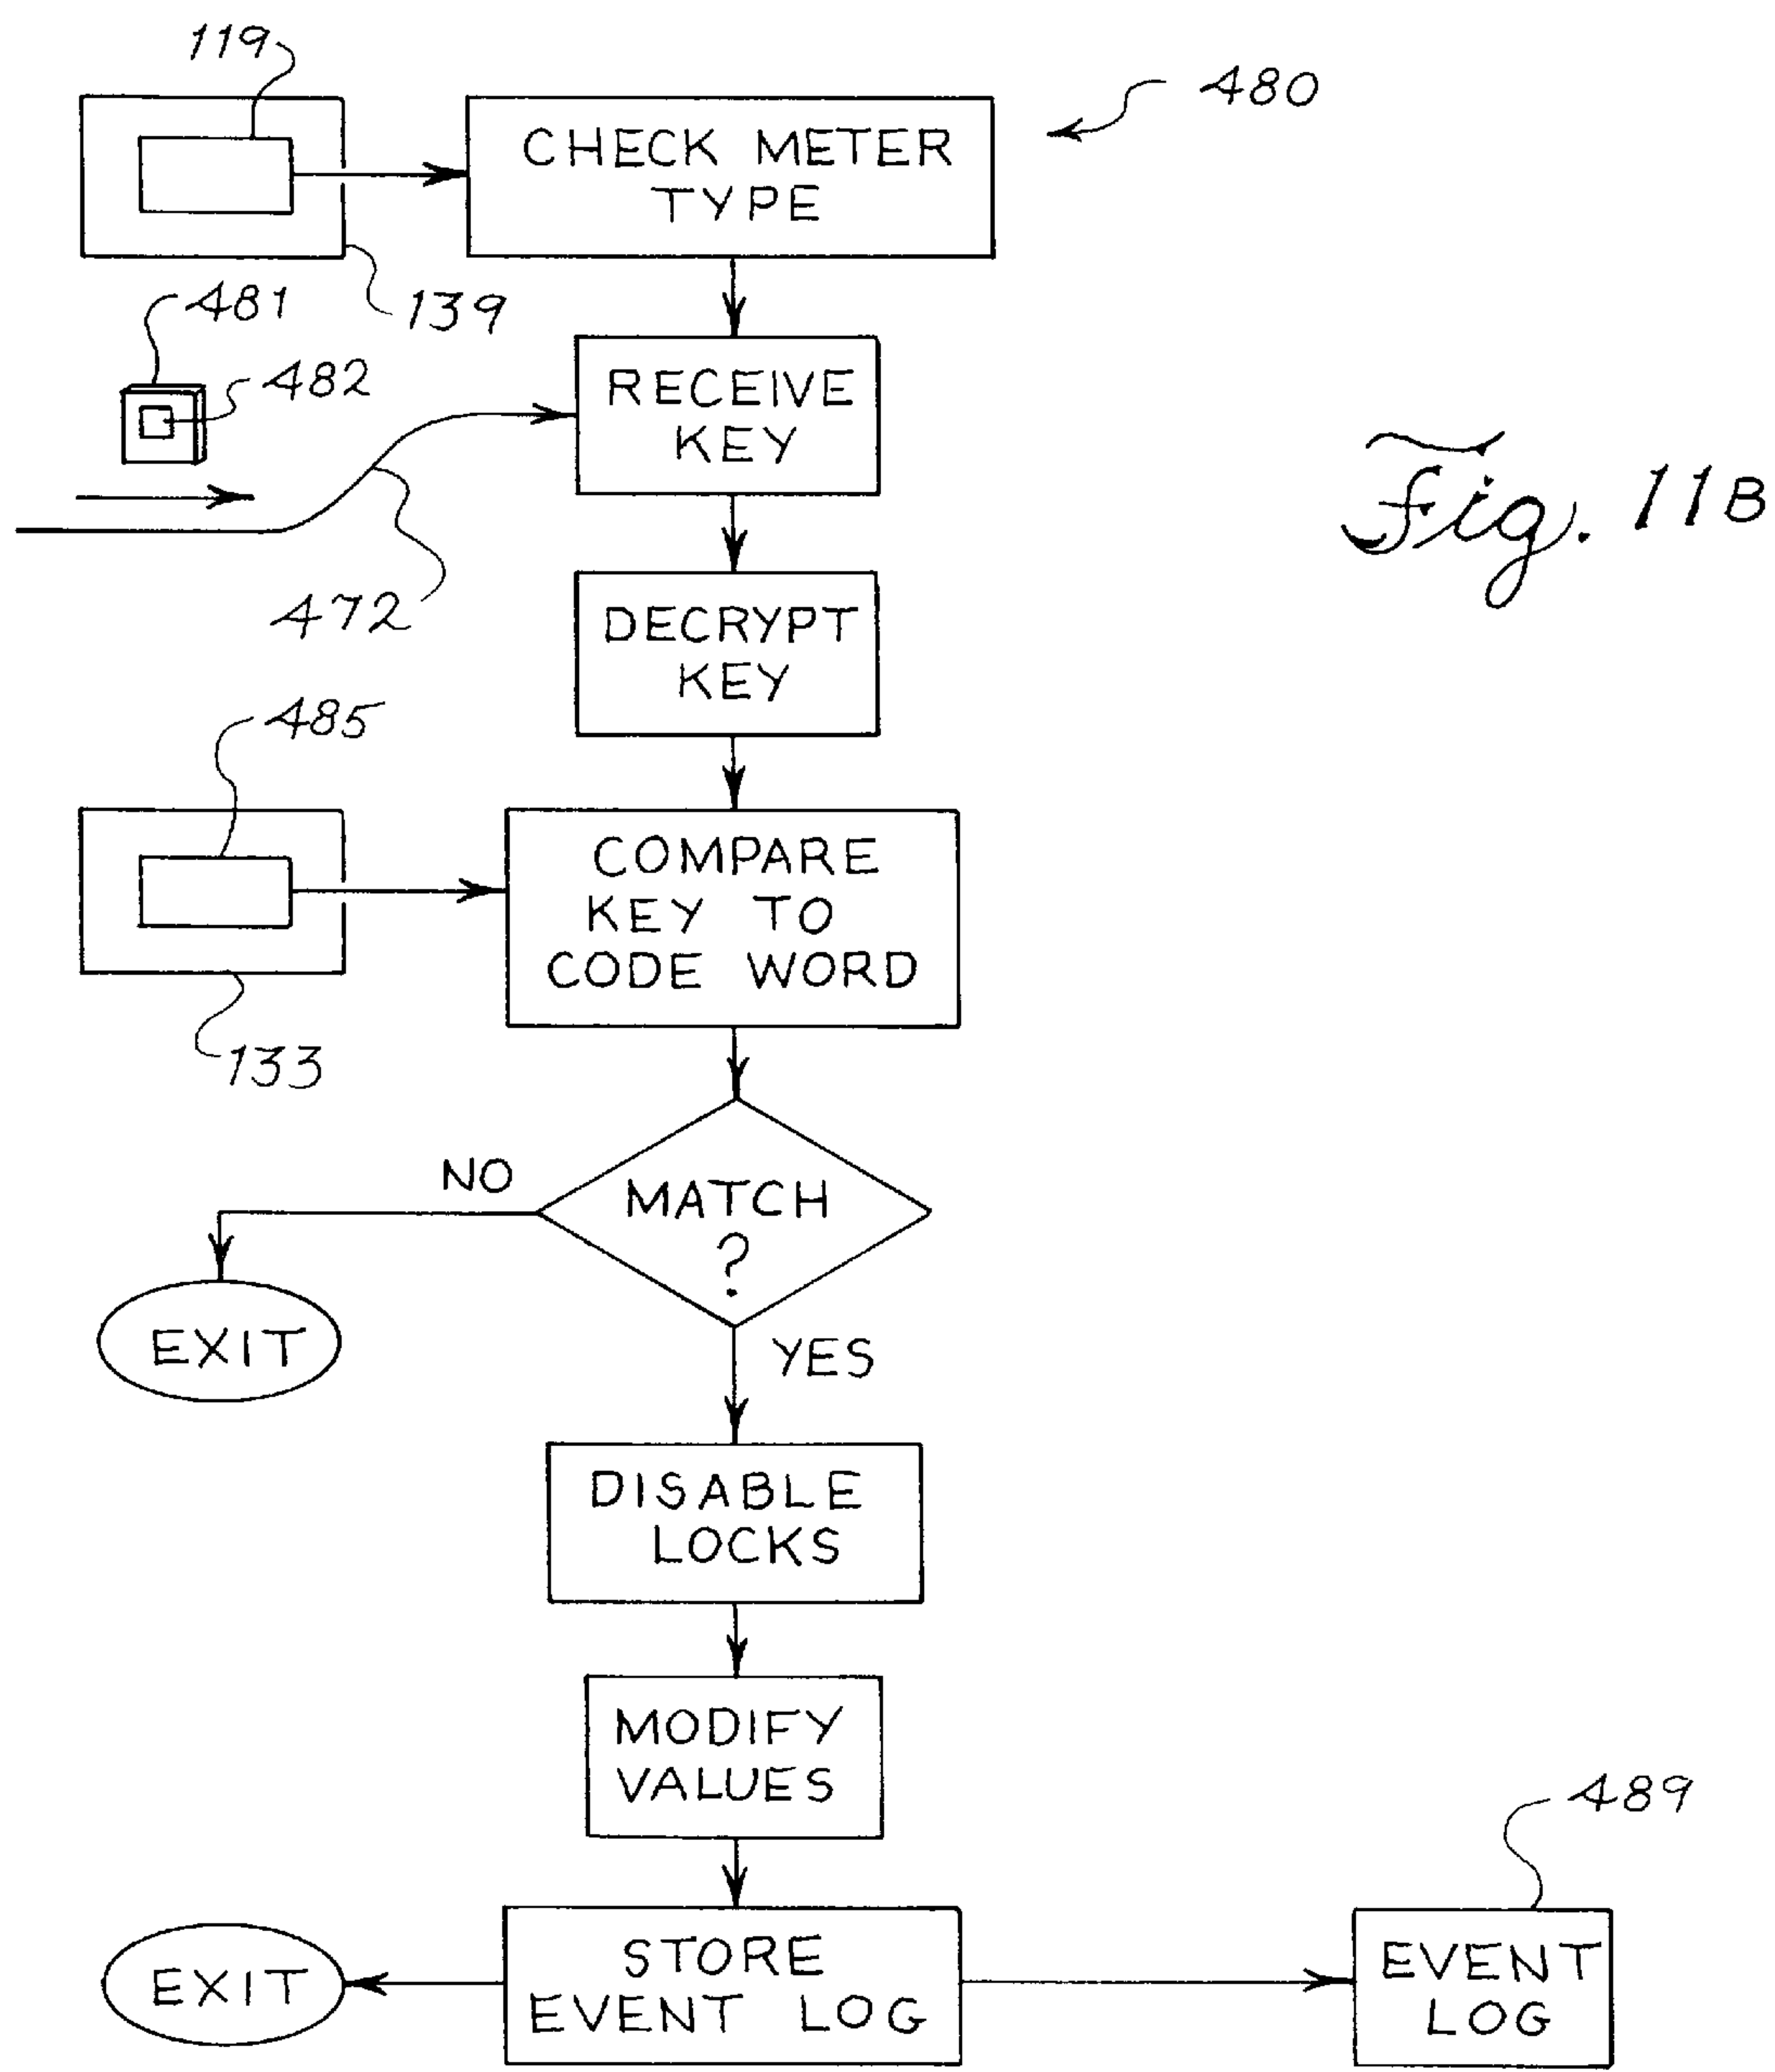 119
480
CHECK METER
TYPE
139
481
482
RECEIVE
KEY
Fig. 11B
472
DECRYPT
KEY
485
COMPARE
KEY TO
CODE WORD
133
NO
MATCH
?
EXIT
YES
DISABLE
LOCKS
MODIFY
VALUES
489
EXIT
STORE
EVENT LOG
EVENT
LOG